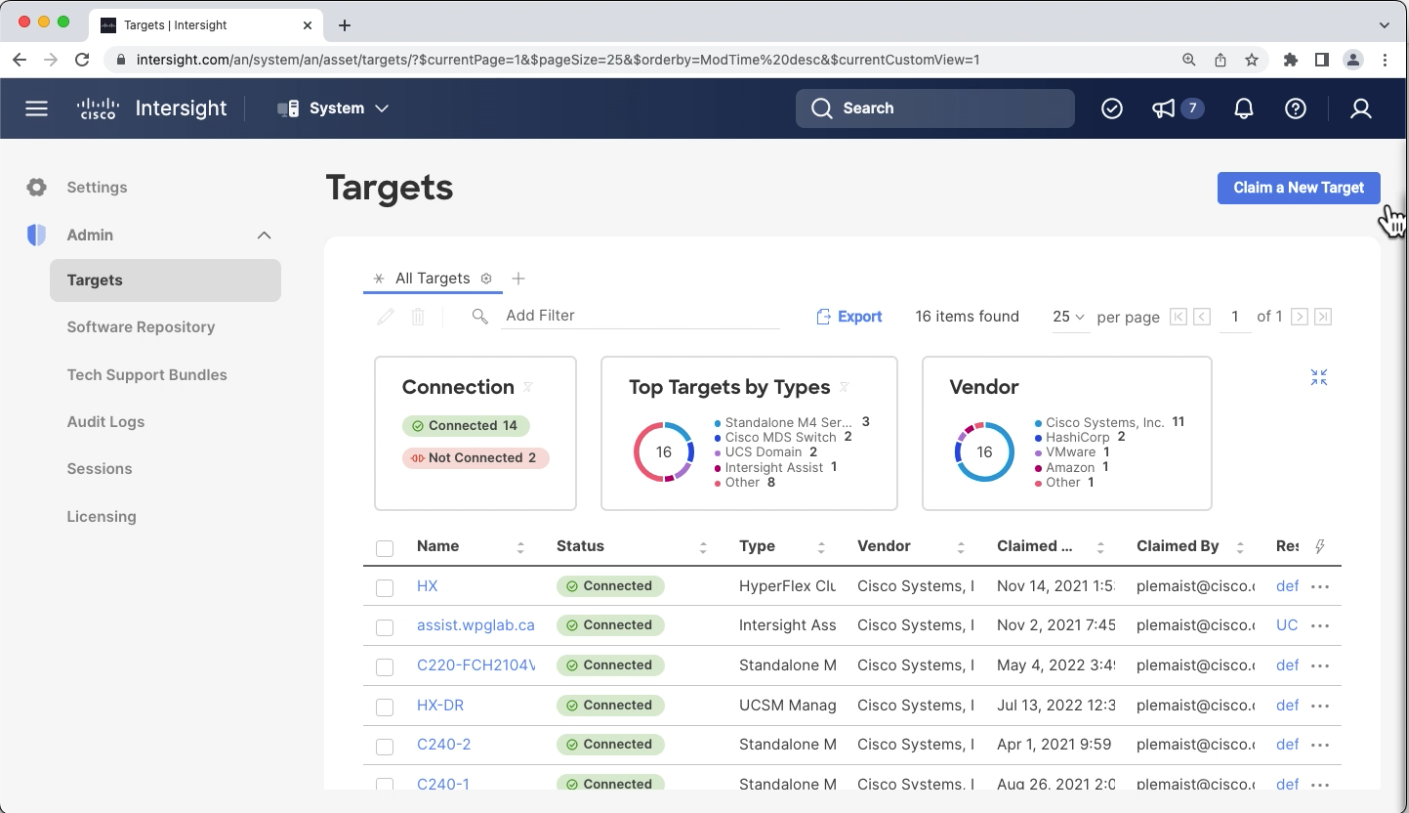 Targets | Intersight
intersight.com/an/system/an/asset/targets/?$currentPage=1&$pageSize=25&$orderby=ModTime%20desc&$currentCustomView=1
CISCO Intersight System Search 7
Settings
Targets
Claim a New Target
Admin
Targets
All Targets
Software Repository
Add Filter Export 16 items found 25 per page 1 of 1
Tech Support Bundles
Audit Logs
Sessions
Licensing
Connection
Connected 14
Not Connected 2
Top Targets by Types
16
Standalone M4 Ser... 3
Cisco MDS Switch 2
UCS Domain 2
Intersight Assist 1
Other 8
Vendor
16
Cisco Systems, Inc. 11
HashiCorp 2
VMware 1
Amazon 1
Other 1
Name Status Type Vendor Claimed ... Claimed By Res
HX Connected HyperFlex Clu Cisco Systems, I Nov 14, 2021 1:53 plemaist@cisco.c def ...
assist.wpglab.ca Connected Intersight Ass Cisco Systems, I Nov 2, 2021 7:45 plemaist@cisco.c UC ...
C220-FCH2104V Connected Standalone M Cisco Systems, I May 4, 2022 3:49 plemaist@cisco.c def ...
HX-DR Connected UCSM Manag Cisco Systems, I Jul 13, 2022 12:3 plemaist@cisco.c def ...
C240-2 Connected Standalone M Cisco Systems, I Apr 1, 2021 9:59 plemaist@cisco.c def ...
C240-1 Connected Standalone M Cisco Systems, I Aug 26, 2021 2:0 plemaist@cisco.c def ...